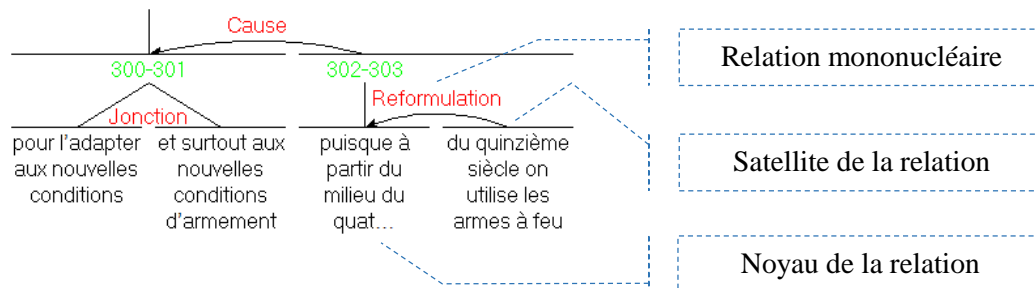 Cause
300-301
302-303
Jonction
Reformulation
pour l'adapter
aux nouvelles
conditions
et surtout aux
nouvelles
conditions
d'armement
puisque à
partir du
milieu du
quat...
du quinzième
siècle on
utilise les
armes à feu
Relation mononucléaire
Satellite de la relation
Noyau de la relation